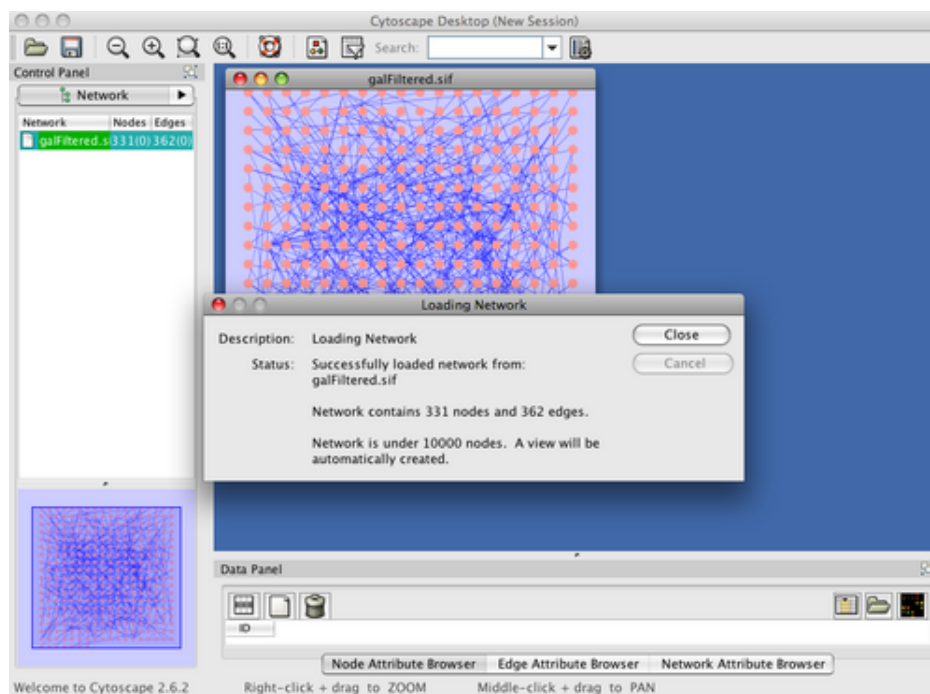 Cytoscape Desktop (New Session)
Search:
Control Panel
Network
Network Nodes Edges
galFiltered.si 331(0) 362(0)
galFiltered.sif
Loading Network
Description: Loading Network
Close
Status: Successfully loaded network from:
galFiltered.sif
Cancel
Network contains 331 nodes and 362 edges.
Network is under 10000 nodes. A view will be
automatically created.
Data Panel
ID
Node Attribute Browser Edge Attribute Browser Network Attribute Browser
Welcome to Cytoscape 2.6.2 Right-click + drag to ZOOM Middle-click + drag to PAN